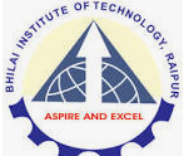 BHILAI INSTITUTE OF TECHNOLOGY, RAIPUR
ASPIRE AND EXCEL